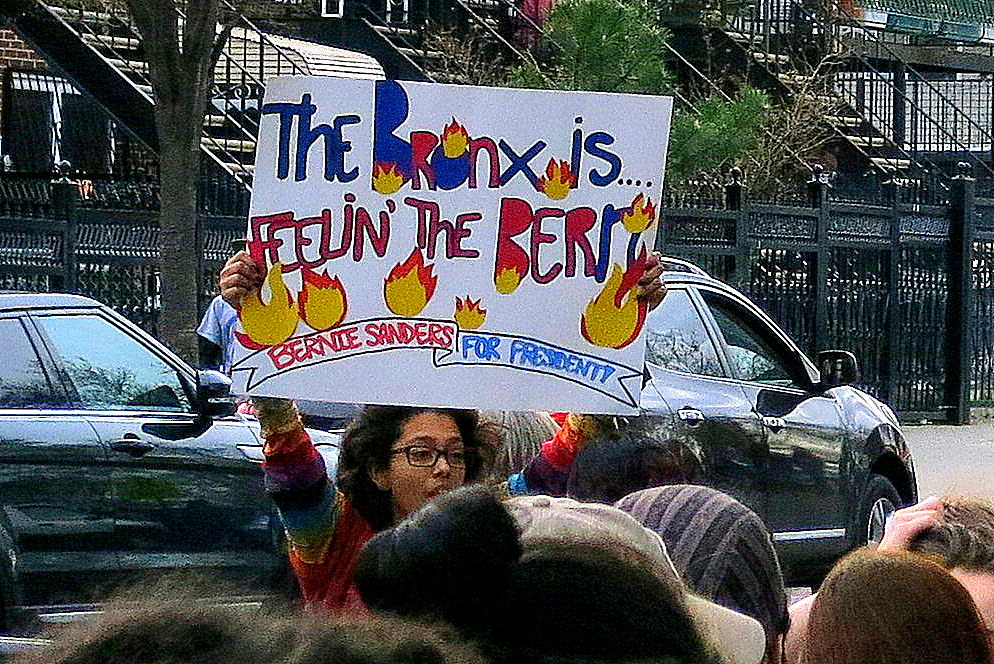 The Bronx is....
FEELIN' The BERN
BERNIE SANDERS FOR PRESIDENT!